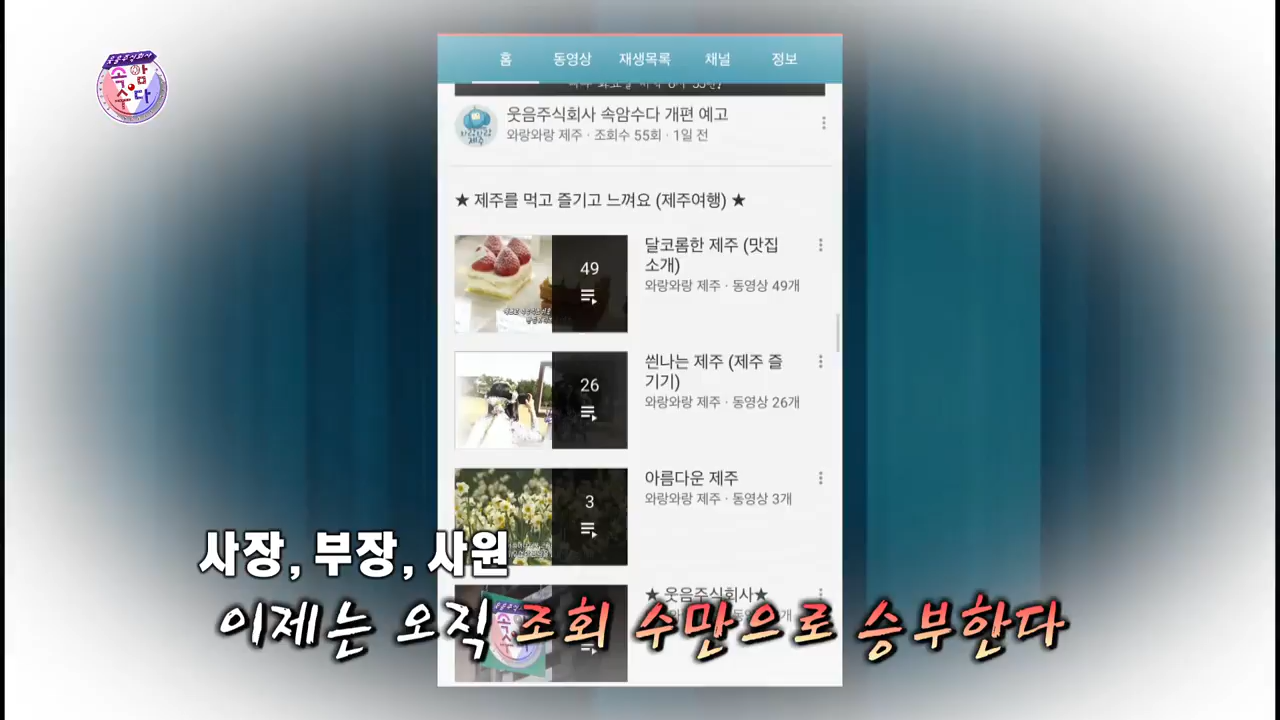 웃음주식회사
속암
수다
홈 동영상 재생목록 채널 정보
웃음주식회사 속암수다 개편 예고
와랑와랑 제주 · 조회수 55회 · 1일 전
★ 제주를 먹고 즐기고 느껴요 (제주여행) ★
49
달코롬한 제주 (맛집
소개)
와랑와랑 제주 · 동영상 49개
26
씐나는 제주 (제주 즐
기기)
와랑와랑 제주 · 동영상 26개
3
아름다운 제주
와랑와랑 제주 · 동영상 3개
★ 웃음주식회사★
사장, 부장, 사원
이제는 오직 조회 수만으로 승부한다